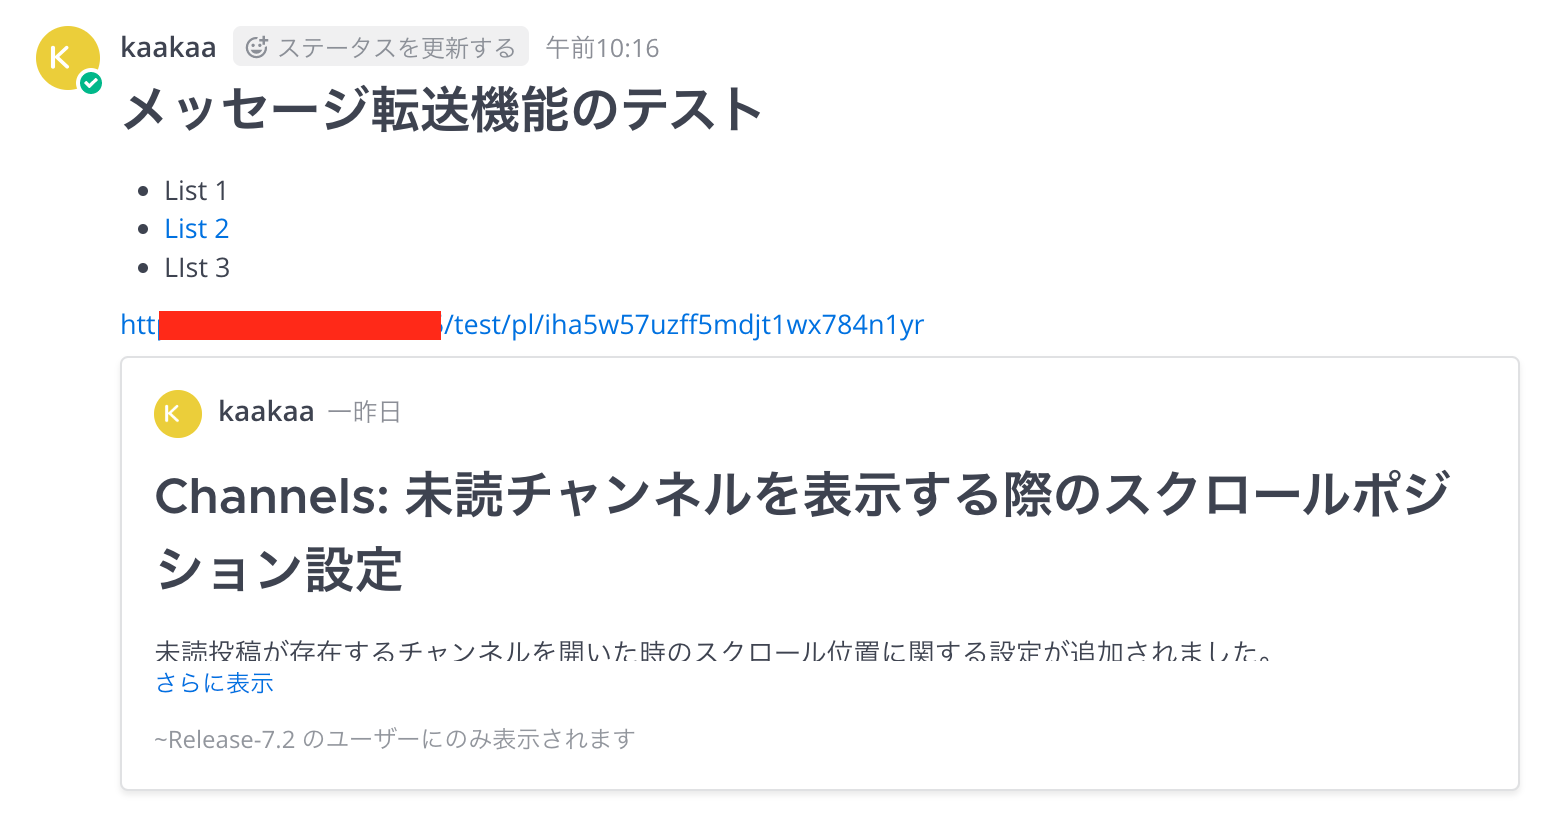 K kaakaa ステータスを更新する 午前10:16
メッセージ転送機能のテスト
List 1
List 2
LIst 3
htt /test/pl/iha5w57uzff5mdjt1wx784n1yr
K kaakaa 一昨日
Channels: 未読チャンネルを表示する際のスクロールポジ
ション設定
未読投稿が存在するチャンネルを開いた時のスクロール位置に関する設定が追加されました。
さらに表示
~Release-7.2 のユーザーにのみ表示されます